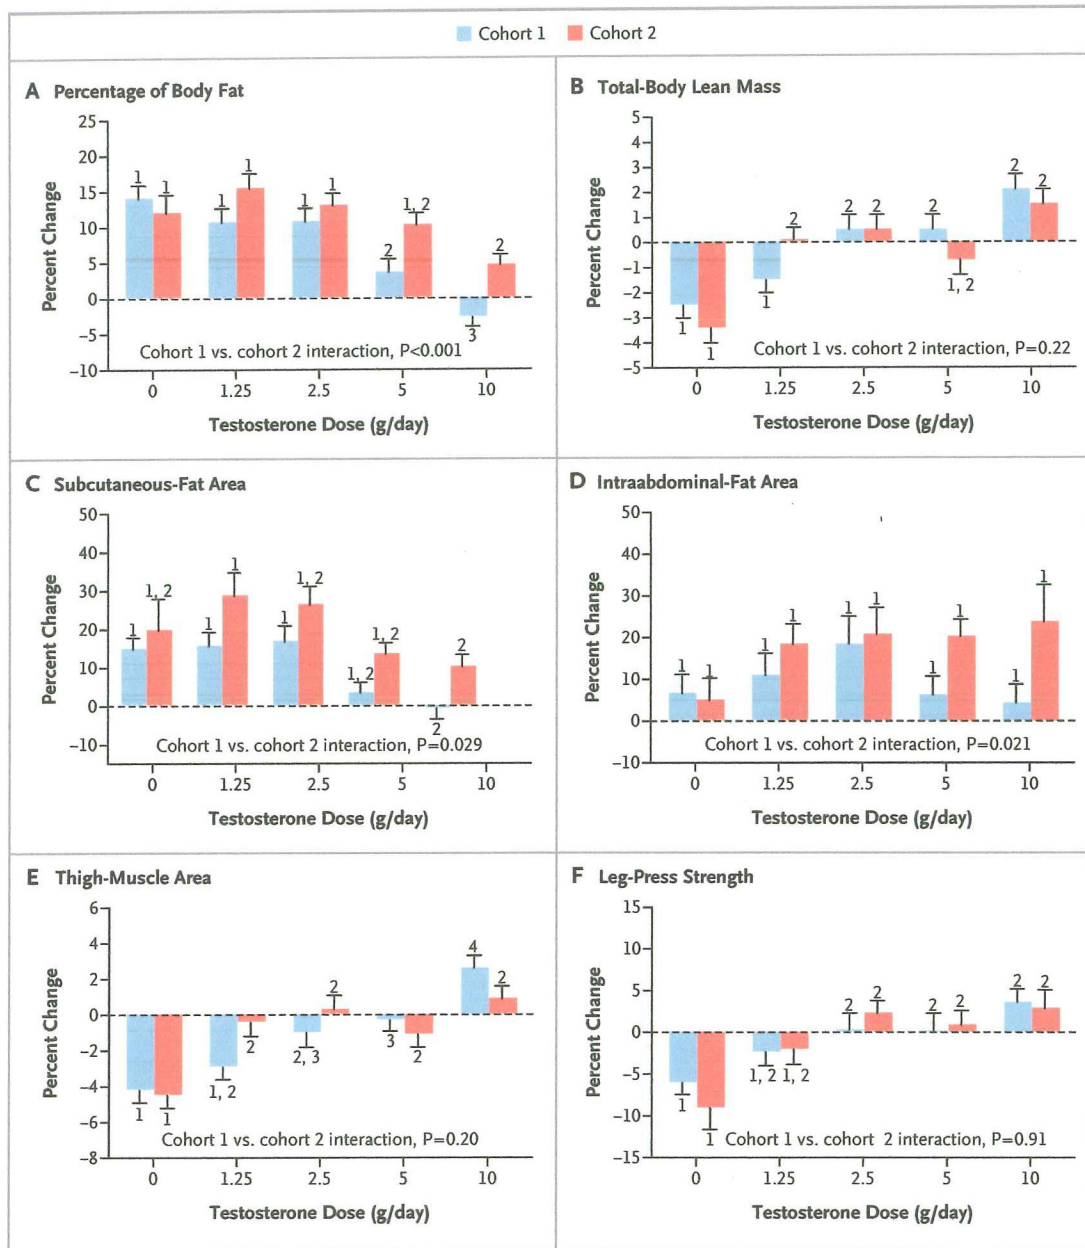 Cohort 1 Cohort 2
A Percentage of Body Fat
25
20
15
10
5
0
−5
−10
Percent Change
1 1 1 1 1 1 2 1, 2 3 2
Cohort 1 vs. cohort 2 interaction, P<0.001
0 1.25 2.5 5 10
Testosterone Dose (g/day)
B Total-Body Lean Mass
5
4
3
2
1
0
−1
−2
−3
−4
−5
Percent Change
1 1 1 2 2 2 2 1, 2 2 2
Cohort 1 vs. cohort 2 interaction, P=0.22
0 1.25 2.5 5 10
Testosterone Dose (g/day)
C Subcutaneous-Fat Area
50
40
30
20
10
0
−10
Percent Change
1 1, 2 1 1 1 1, 2 1, 2 1, 2 2 2
Cohort 1 vs. cohort 2 interaction, P=0.029
0 1.25 2.5 5 10
Testosterone Dose (g/day)
D Intraabdominal-Fat Area
50
40
30
20
10
0
−10
Percent Change
1 1 1 1 1 1 1 1 1 1
Cohort 1 vs. cohort 2 interaction, P=0.021
0 1.25 2.5 5 10
Testosterone Dose (g/day)
E Thigh-Muscle Area
6
4
2
0
−2
−4
−6
−8
Percent Change
1 1 1, 2 2 2, 3 2 3 2 4 2
Cohort 1 vs. cohort 2 interaction, P=0.20
0 1.25 2.5 5 10
Testosterone Dose (g/day)
F Leg-Press Strength
15
10
5
0
−5
−10
−15
Percent Change
1 1 1, 2 1, 2 2 2 2 2 2 2
Cohort 1 vs. cohort 2 interaction, P=0.91
0 1.25 2.5 5 10
Testosterone Dose (g/day)